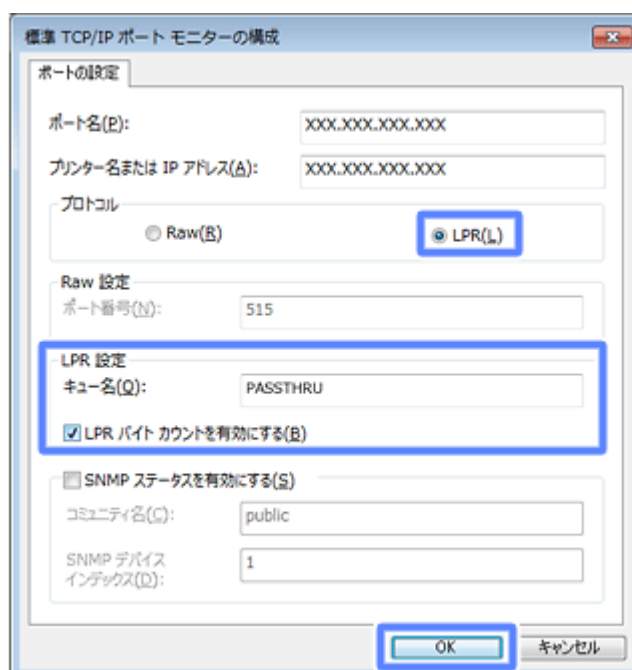 標準 TCP/IP ポート モニターの構成
ポートの設定
ポート名(P): XXX.XXX.XXX.XXX
プリンター名または IP アドレス(A): XXX.XXX.XXX.XXX
プロトコル
Raw(R) LPR(L)
Raw 設定
ポート番号(N): 515
LPR 設定
キュー名(Q): PASSTHRU
LPR バイト カウントを有効にする(B)
SNMP ステータスを有効にする(S)
コミュニティ名(C): public
SNMP デバイス
インデックス(D): 1
OK キャンセル